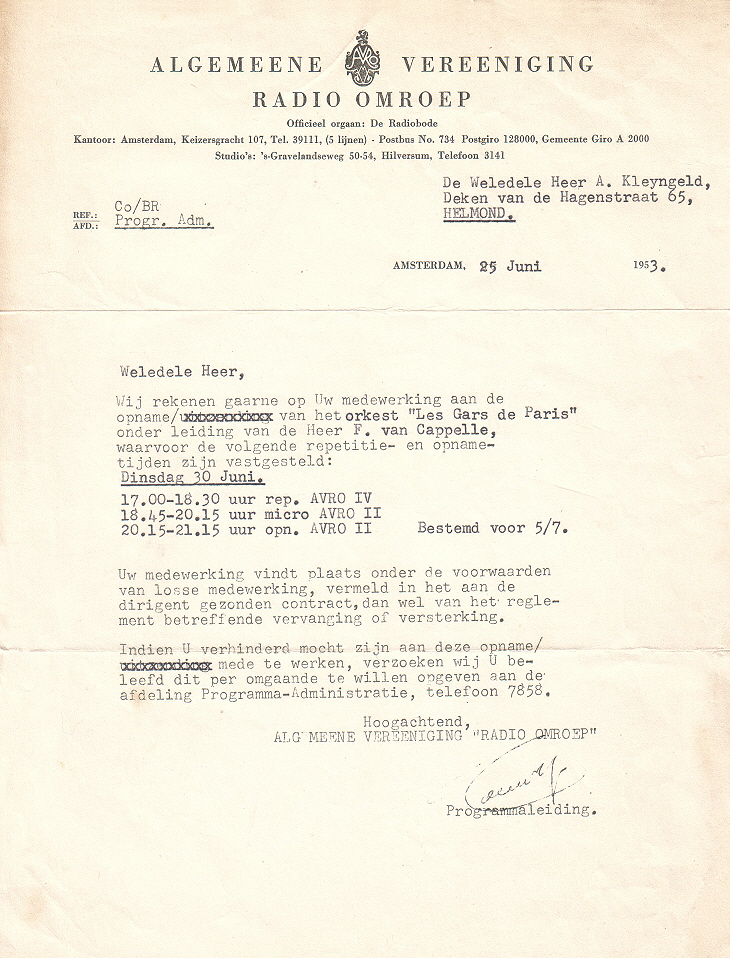 ALGEMEENE AVRO VEREENIGING
RADIO OMROEP
Officieel orgaan: De Radiobode
Kantoor: Amsterdam, Keizersgracht 107, Tel. 39111, (5 lijnen) - Postbus No. 734 Postgiro 128000, Gemeente Giro A 2000
Studio's: 's-Gravelandseweg 50-54, Hilversum, Telefoon 3141
De Weledele Heer A. Kleyngeld,
Deken van de Hagenstraat 65,
HELMOND.
REF.: Co/BR
AFD.: Progr. Adm.
AMSTERDAM, 25 Juni 1953.
Weledele Heer,
Wij rekenen gaarne op Uw medewerking aan de
opname/ van het orkest "Les Gars de Paris"
onder leiding van de Heer F. van Cappelle,
waarvoor de volgende repetitie- en opname-
tijden zijn vastgesteld:
Dinsdag 30 Juni.
17.00-18.30 uur rep. AVRO IV
18.45-20.15 uur micro AVRO II
20.15-21.15 uur opn. AVRO II Bestemd voor 5/7.
Uw medewerking vindt plaats onder de voorwaarden
van losse medewerking, vermeld in het aan de
dirigent gezonden contract, dan wel van het regle-
ment betreffende vervanging of versterking.
Indien U verhinderd mocht zijn aan deze opname/
mede te werken, verzoeken wij U be-
leefd dit per omgaande te willen opgeven aan de
afdeling Programma-Administratie, telefoon 7858.
Hoogachtend,
ALG MEENE VEREENIGING "RADIO OMROEP"
Programmaleiding.